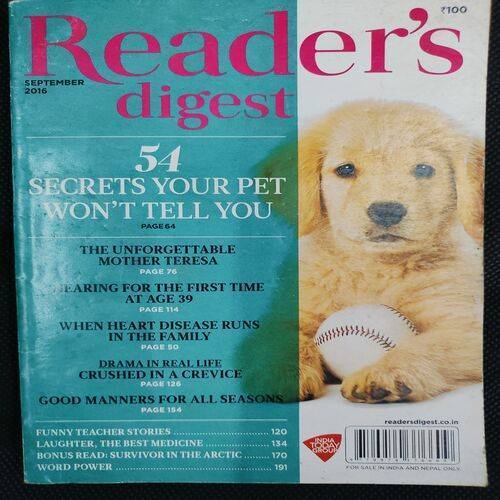 Reader's
₹100
SEPTEMBER
2016
digest
54
SECRETS YOUR PET
WON'T TELL YOU
PAGE 64
THE UNFORGETTABLE
MOTHER TERESA
PAGE 76
HEARING FOR THE FIRST TIME
AT AGE 39
PAGE 114
WHEN HEART DISEASE RUNS
IN THE FAMILY
PAGE 50
DRAMA IN REAL LIFE
CRUSHED IN A CREVICE
PAGE 126
GOOD MANNERS FOR ALL SEASONS
PAGE 154
FUNNY TEACHER STORIES ........................ 120
LAUGHTER, THE BEST MEDICINE ................ 134
BONUS READ: SURVIVOR IN THE ARCTIC ....... 170
WORD POWER ...................................... 191
readersdigest.co.in
INDIA
TODAY
GROUP
FOR SALE IN INDIA AND NEPAL ONLY